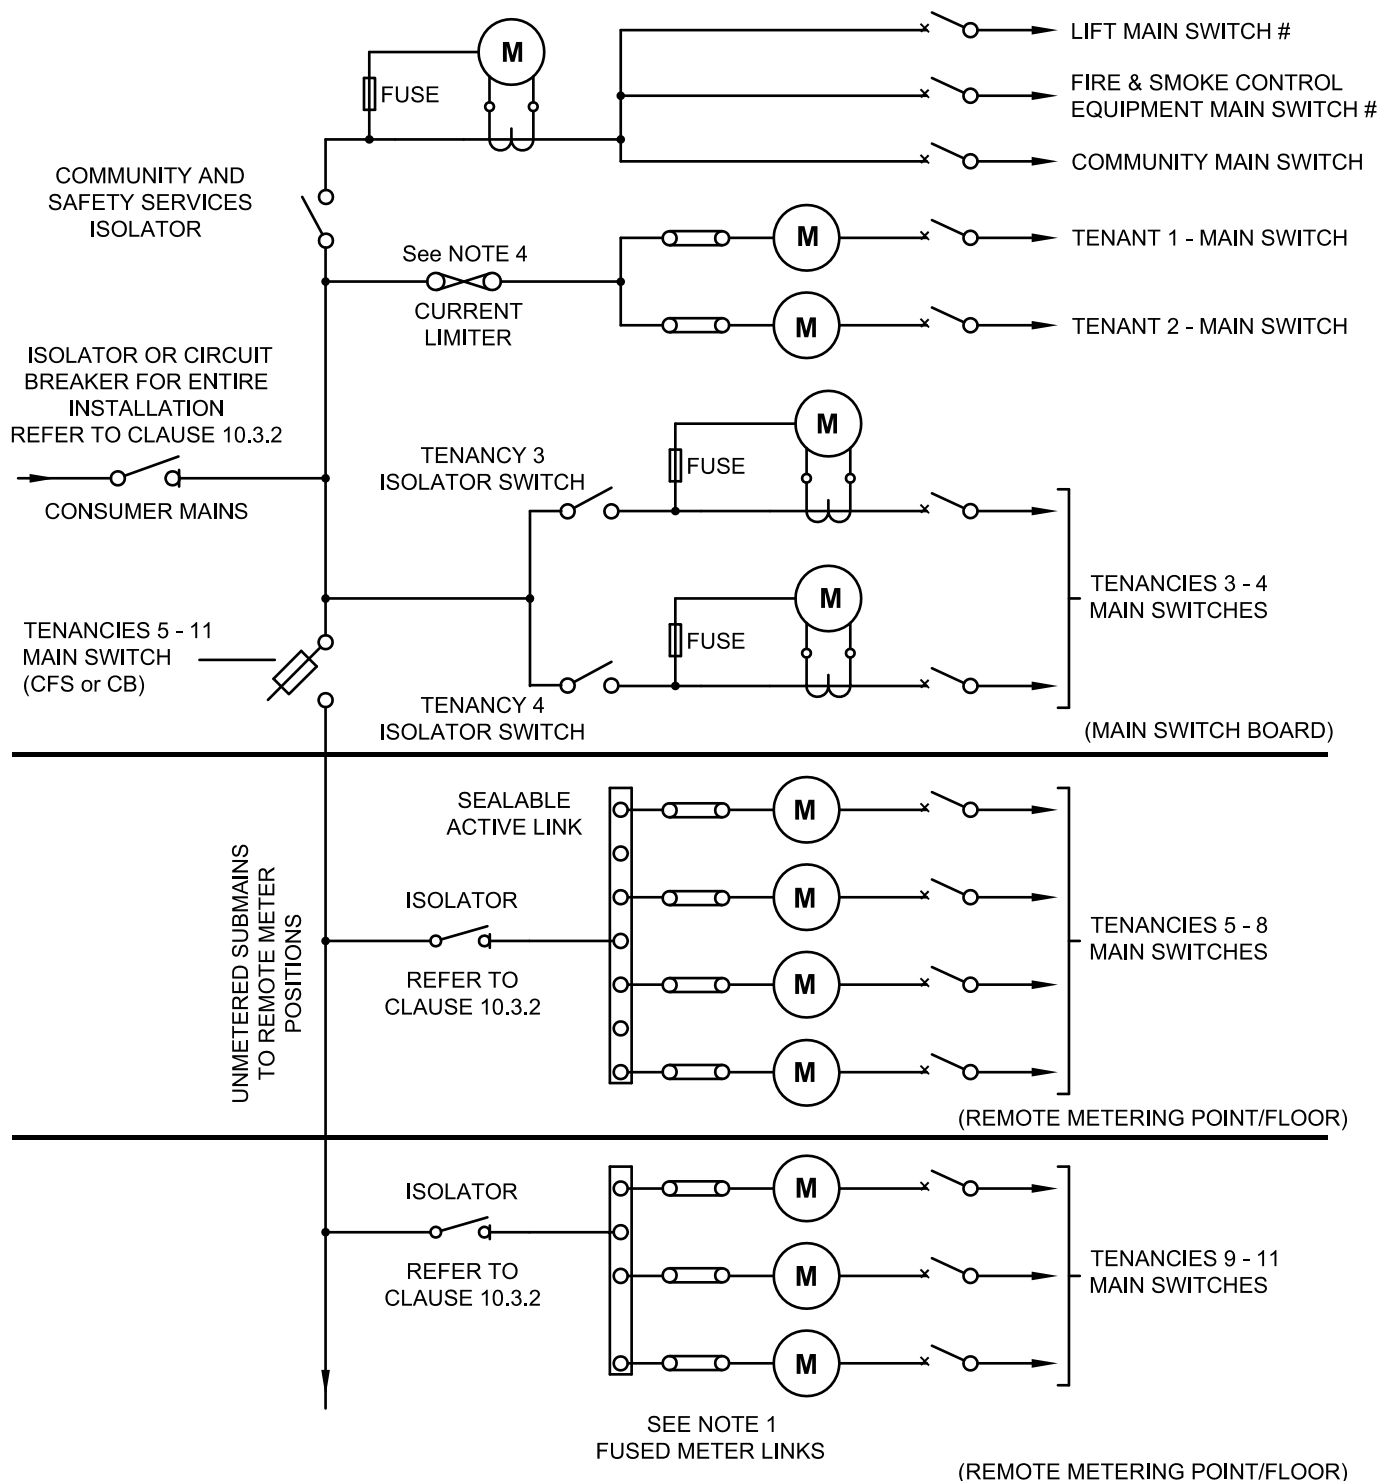 M
FUSE
LIFT MAIN SWITCH #
FIRE & SMOKE CONTROL
EQUIPMENT MAIN SWITCH #
COMMUNITY MAIN SWITCH
COMMUNITY AND
SAFETY SERVICES
ISOLATOR
See NOTE 4
CURRENT
LIMITER
M
TENANT 1 - MAIN SWITCH
M
TENANT 2 - MAIN SWITCH
ISOLATOR OR CIRCUIT
BREAKER FOR ENTIRE
INSTALLATION
REFER TO CLAUSE 10.3.2
CONSUMER MAINS
TENANCY 3
ISOLATOR SWITCH
FUSE
M
TENANCIES 3 - 4
MAIN SWITCHES
M
FUSE
TENANCY 4
ISOLATOR SWITCH
TENANCIES 5 - 11
MAIN SWITCH
(CFS or CB)
(MAIN SWITCH BOARD)
UNMETERED SUBMAINS
TO REMOTE METER
POSITIONS
SEALABLE
ACTIVE LINK
ISOLATOR
REFER TO
CLAUSE 10.3.2
M
M
M
M
TENANCIES 5 - 8
MAIN SWITCHES
(REMOTE METERING POINT/FLOOR)
ISOLATOR
REFER TO
CLAUSE 10.3.2
M
M
M
TENANCIES 9 - 11
MAIN SWITCHES
SEE NOTE 1
FUSED METER LINKS
(REMOTE METERING POINT/FLOOR)